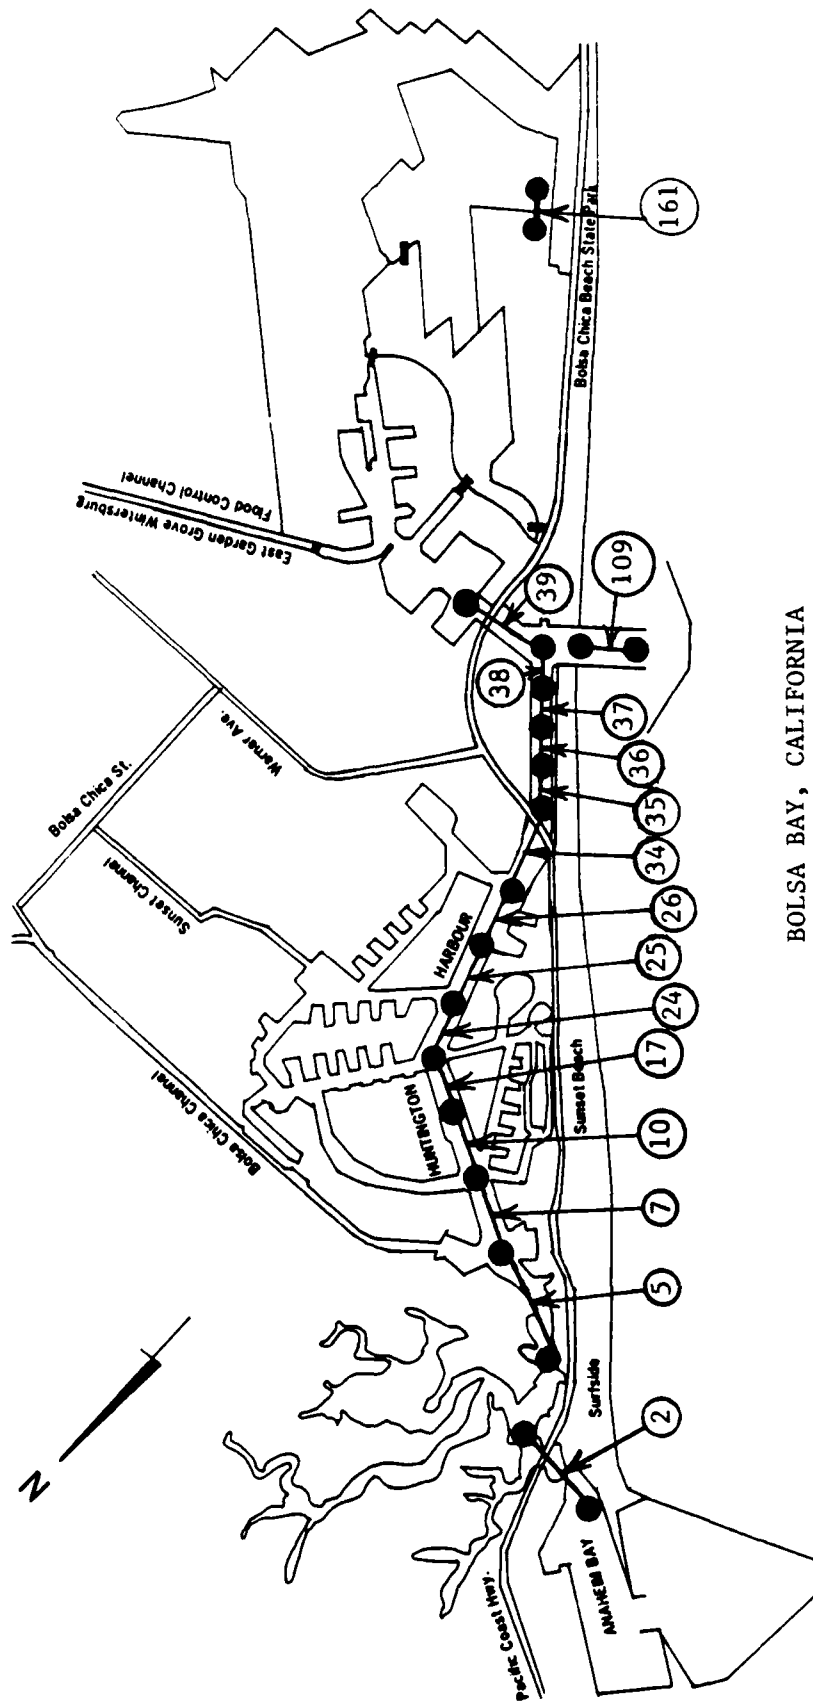 N
Pacific Coast Hwy.
ANAHEIM BAY
2
Surfside
5
7
10
17
24
25
26
34
35
36
37
38
39
109
161
HUNTINGTON
HARBOUR
Sunset Beach
Bolsa Chica Channel
Sunset Channel
Bolsa Chica St.
Warner Ave.
East Garden Grove Wintersburg
Flood Control Channel
Bolsa Chica Beach State Park
BOLSA BAY, CALIFORNIA